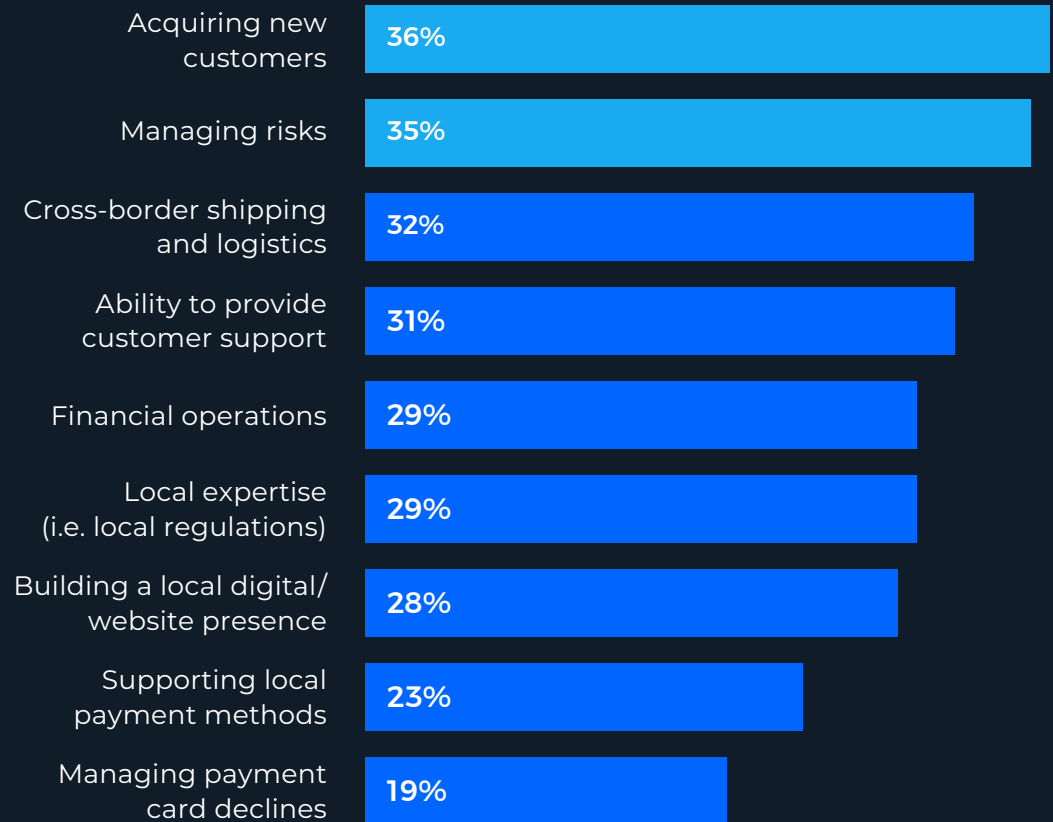 Acquiring new
customers
36%
Managing risks
35%
Cross-border shipping
and logistics
32%
Ability to provide
customer support
31%
Financial operations
29%
Local expertise
(i.e. local regulations)
29%
Building a local digital/
website presence
28%
Supporting local
payment methods
23%
Managing payment
card declines
19%